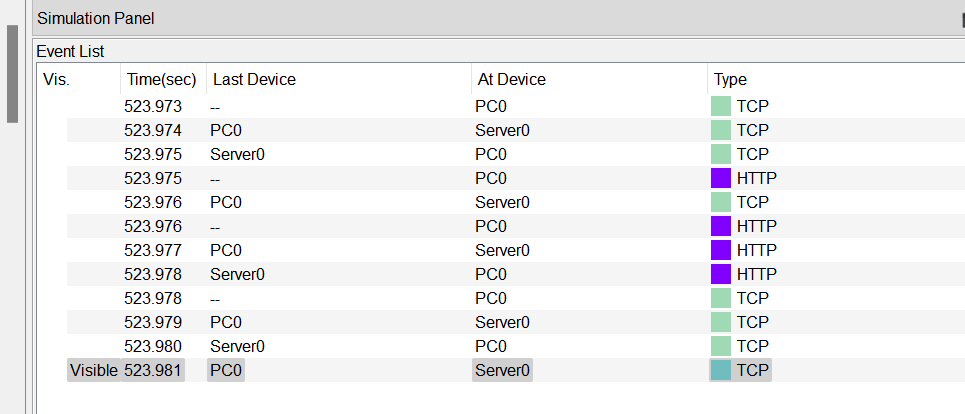 Simulation Panel
Event List
Vis. Time(sec) Last Device At Device Type
523.973 -- PC0 TCP
523.974 PC0 Server0 TCP
523.975 Server0 PC0 TCP
523.975 -- PC0 HTTP
523.976 PC0 Server0 TCP
523.976 -- PC0 HTTP
523.977 PC0 Server0 HTTP
523.978 Server0 PC0 HTTP
523.978 -- PC0 TCP
523.979 PC0 Server0 TCP
523.980 Server0 PC0 TCP
Visible 523.981 PC0 Server0 TCP